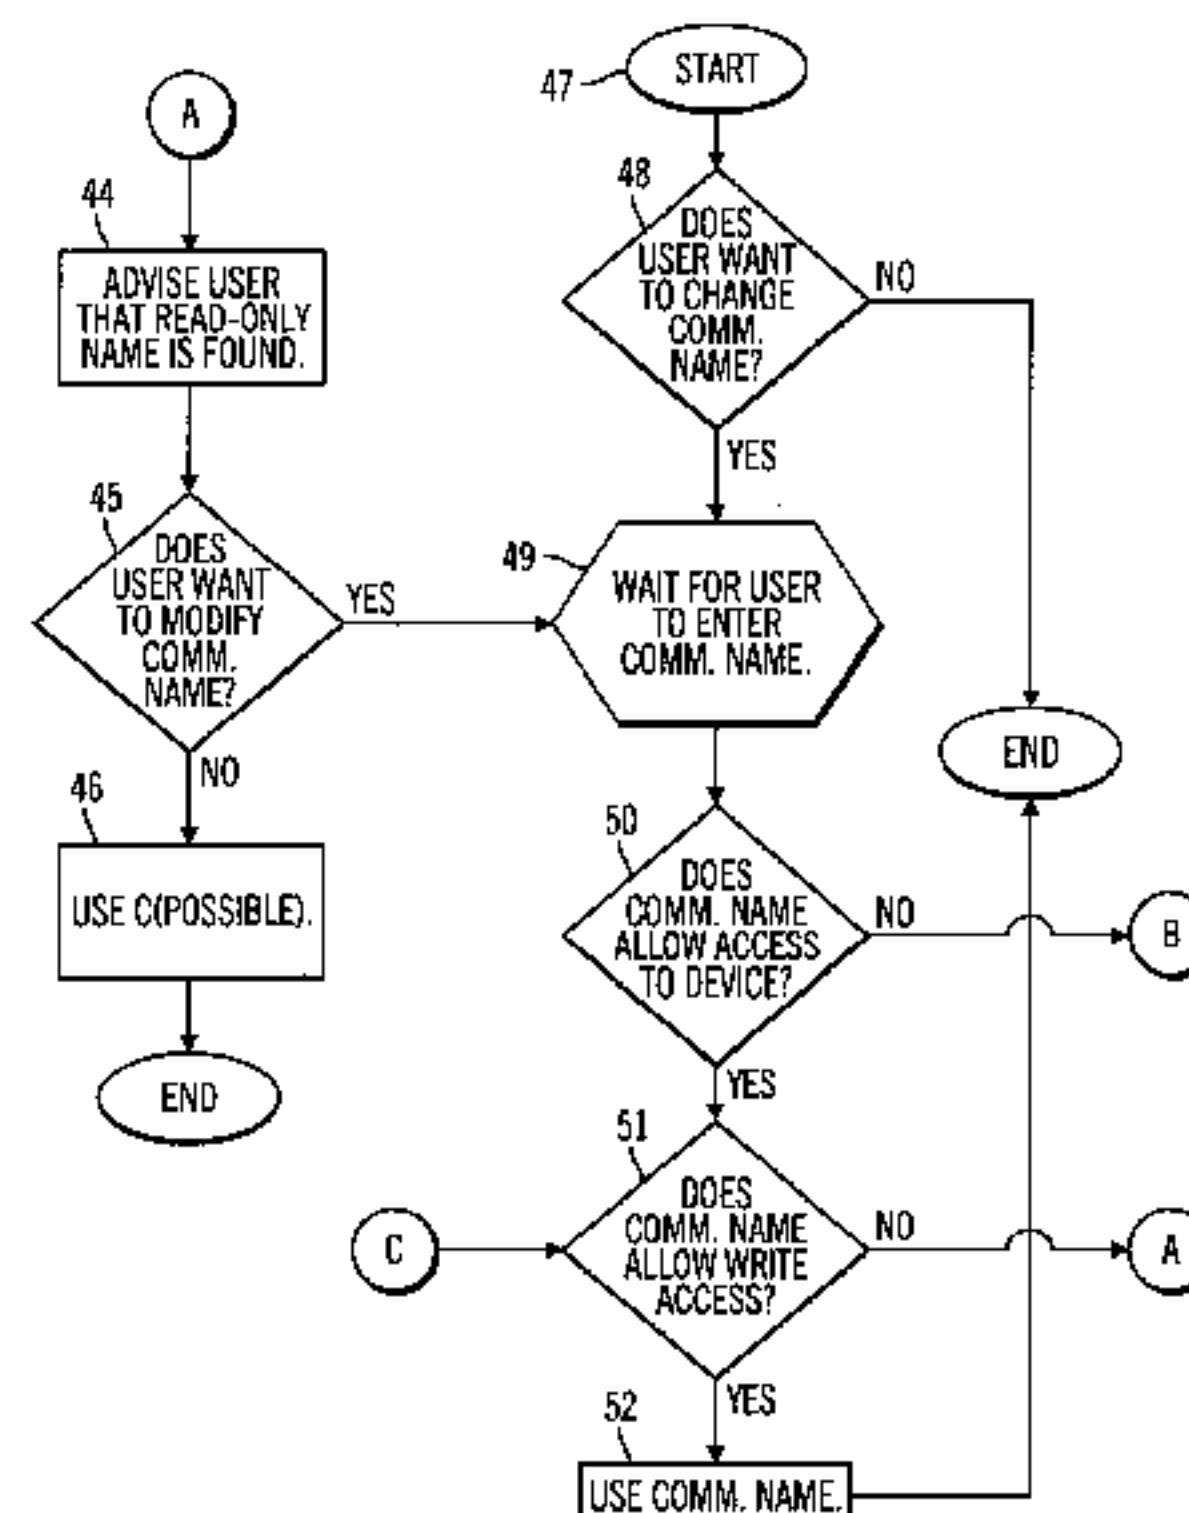 A
44
ADVISE USER
THAT READ-ONLY
NAME IS FOUND.
45
DOES
USER WANT
TO MODIFY
COMM.
NAME?
YES
NO
46
USE C(POSSIBLE).
END
47
START
48
DOES
USER WANT
TO CHANGE
COMM.
NAME?
NO
YES
49
WAIT FOR USER
TO ENTER
COMM. NAME.
END
50
DOES
COMM. NAME
ALLOW ACCESS
TO DEVICE?
NO
B
YES
51
C
DOES
COMM. NAME
ALLOW WRITE
ACCESS?
NO
A
YES
52
USE COMM. NAME.